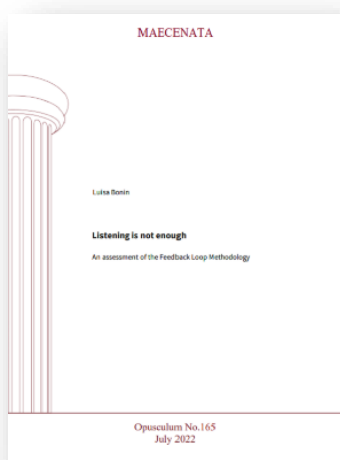 MAECENATA
Luisa Bonin
Listening is not enough
An assessment of the Feedback Loop Methodology
Opusculum No.165
July 2022